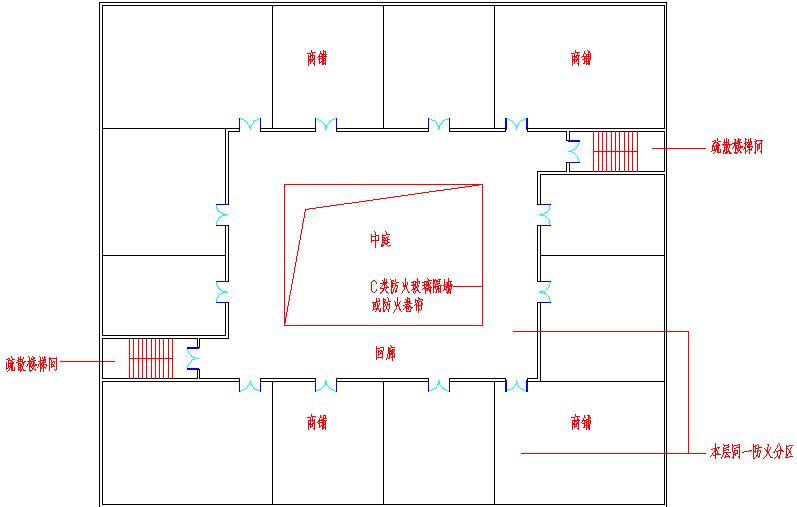 商铺
商铺
疏散楼梯间
中庭
C类防火玻璃隔墙
或防火卷帘
回廊
疏散楼梯间
商铺
商铺
本层同一防火分区